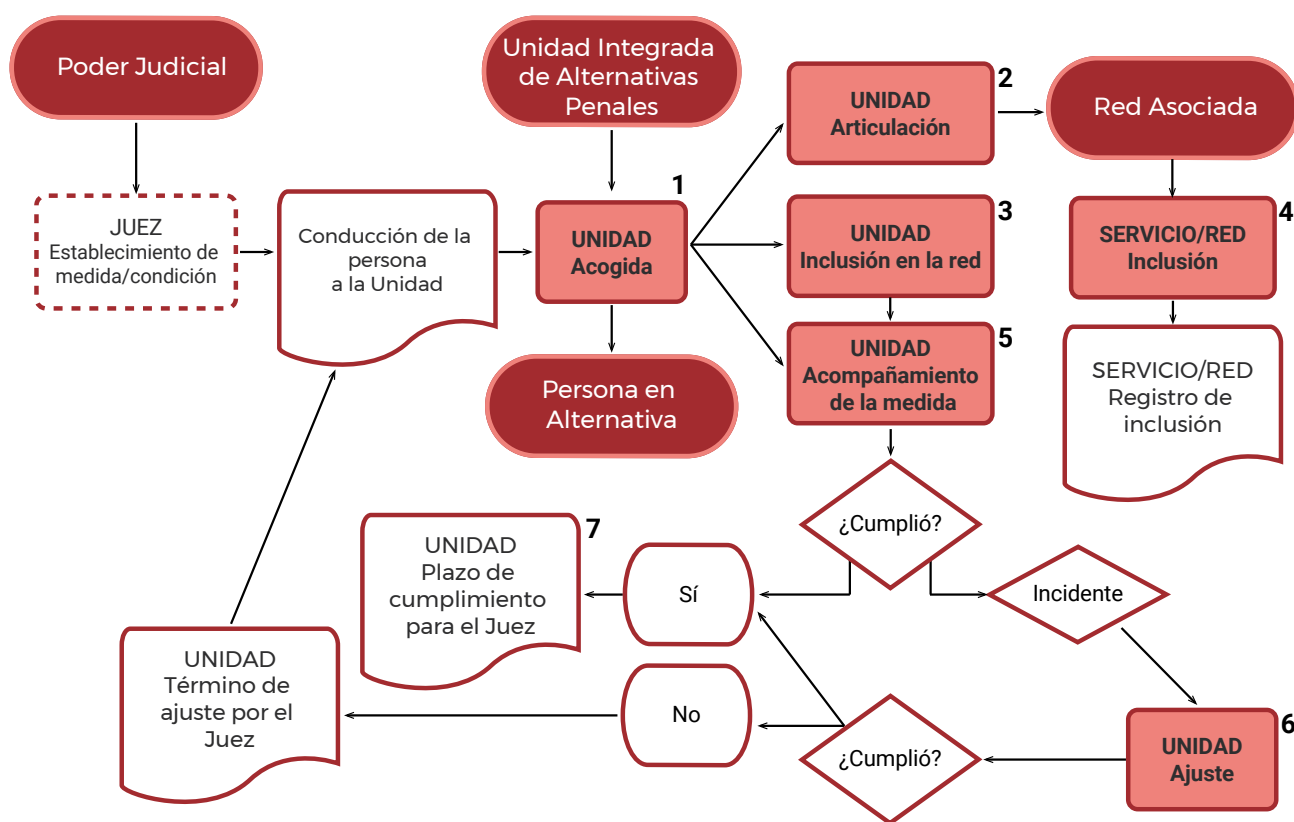 Poder Judicial
Unidad Integrada
de Alternativas
Penales
UNIDAD
Articulación
2
Red Asociada
JUEZ
Establecimiento de
medida/condición
Conducción de la
persona
a la Unidad
1
UNIDAD
Acogida
3
UNIDAD
Inclusión en la red
4
SERVICIO/RED
Inclusión
5
UNIDAD
Acompañamiento
de la medida
Persona en
Alternativa
SERVICIO/RED
Registro de
inclusión
¿Cumplió?
7
UNIDAD
Plazo de
cumplimiento
para el Juez
Sí
Incidente
UNIDAD
Término de
ajuste por el
Juez
No
¿Cumplió?
6
UNIDAD
Ajuste